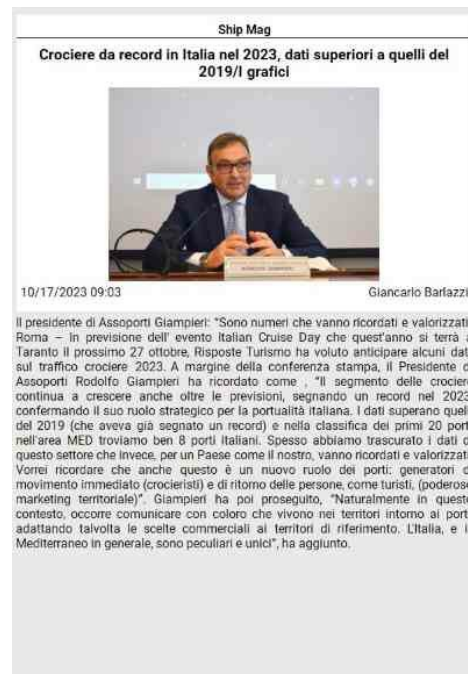 Ship Mag
Crociere da record in Italia nel 2023, dati superiori a quelli del
2019/I grafici
10/17/2023 09:03
Giancarlo Barlazzi
Il presidente di Assoporti Giampieri: "Sono numeri che vanno ricordati e valorizzati
Roma – In previsione dell' evento Italian Cruise Day che quest'anno si terrà a
Taranto il prossimo 27 ottobre, Risposte Turismo ha voluto anticipare alcuni dat
sul traffico crociere 2023. A margine della conferenza stampa, il Presidente d
Assoporti Rodolfo Giampieri ha ricordato come , "Il segmento delle crocier
continua a crescere anche oltre le previsioni, segnando un record nel 2023
confermando il suo ruolo strategico per la portualità italiana. I dati superano quel
del 2019 (che aveva già segnato un record) e nella classifica dei primi 20 port
nell'area MED troviamo ben 8 porti italiani. Spesso abbiamo trascurato i dati d
questo settore che invece, per un Paese come il nostro, vanno ricordati e valorizzati
Vorrei ricordare che anche questo è un nuovo ruolo dei porti: generatori d
movimento immediato (crocieristi) e di ritorno delle persone, come turisti, (poderoso
marketing territoriale)". Giampieri ha poi proseguito, "Naturalmente in questo
contesto, occorre comunicare con coloro che vivono nei territori intorno ai port
adattando talvolta le scelte commerciali ai territori di riferimento. L'Italia, e i
Mediterraneo in generale, sono peculiari e unici", ha aggiunto.